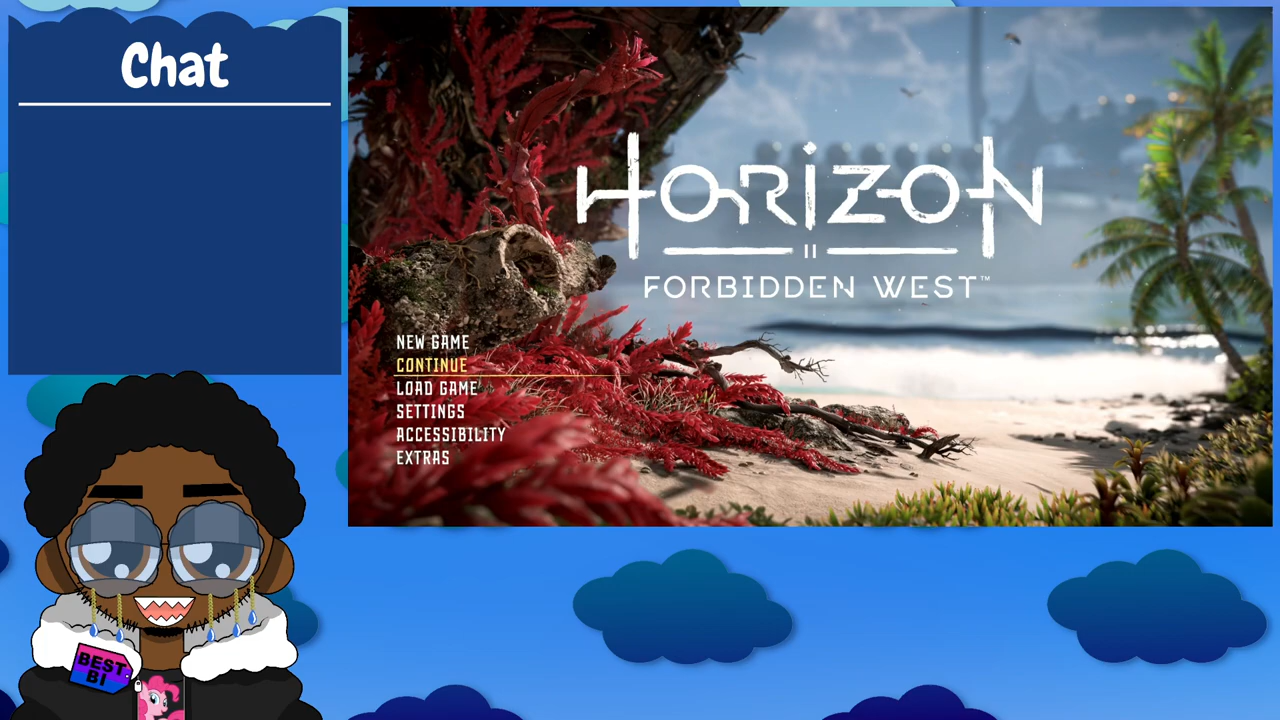 Chat
HORIZON
II
FORBIDDEN WEST™
NEW GAME
CONTINUE
LOAD GAME
SETTINGS
ACCESSIBILITY
EXTRAS
BEST
BI